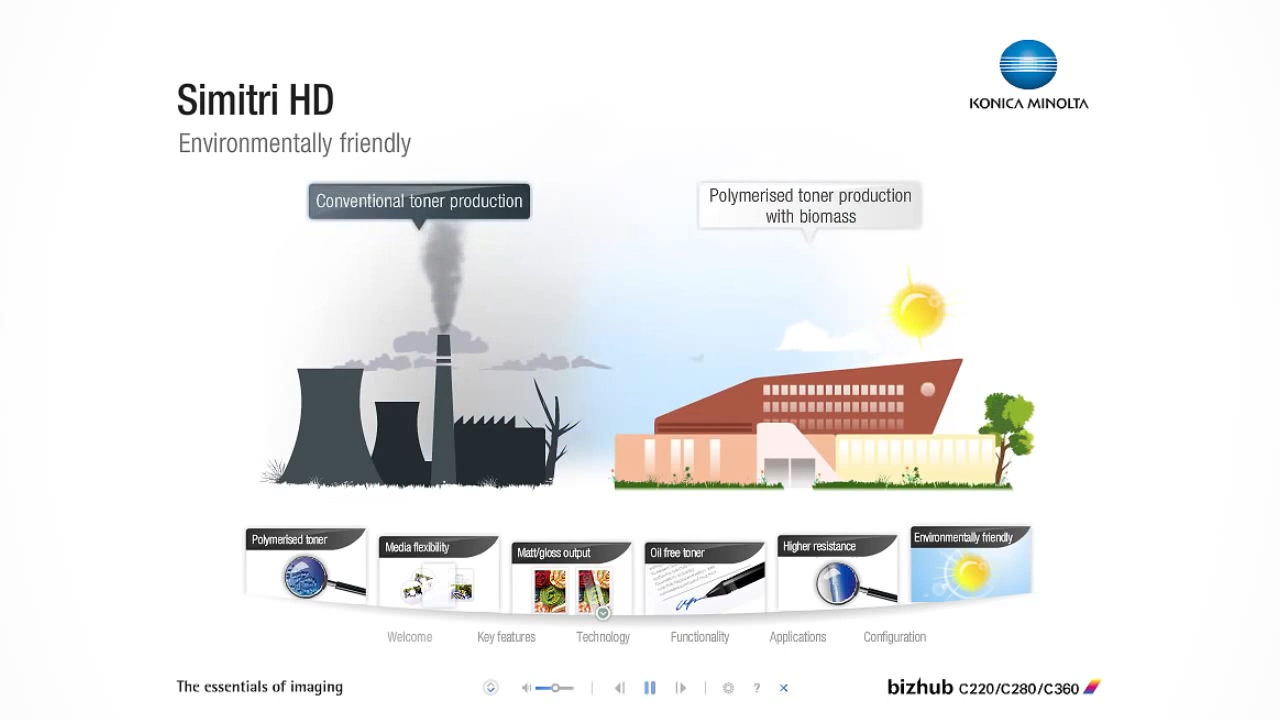 KONICA MINOLTA
Simitri HD
Environmentally friendly
Conventional toner production
Polymerised toner production
with biomass
Polymerised toner
Media flexibility
Matt/gloss output
Oil free toner
Higher resistance
Environmentally friendly
Welcome
Key features
Technology
Functionality
Applications
Configuration
The essentials of imaging
?
bizhub C220/C280/C360